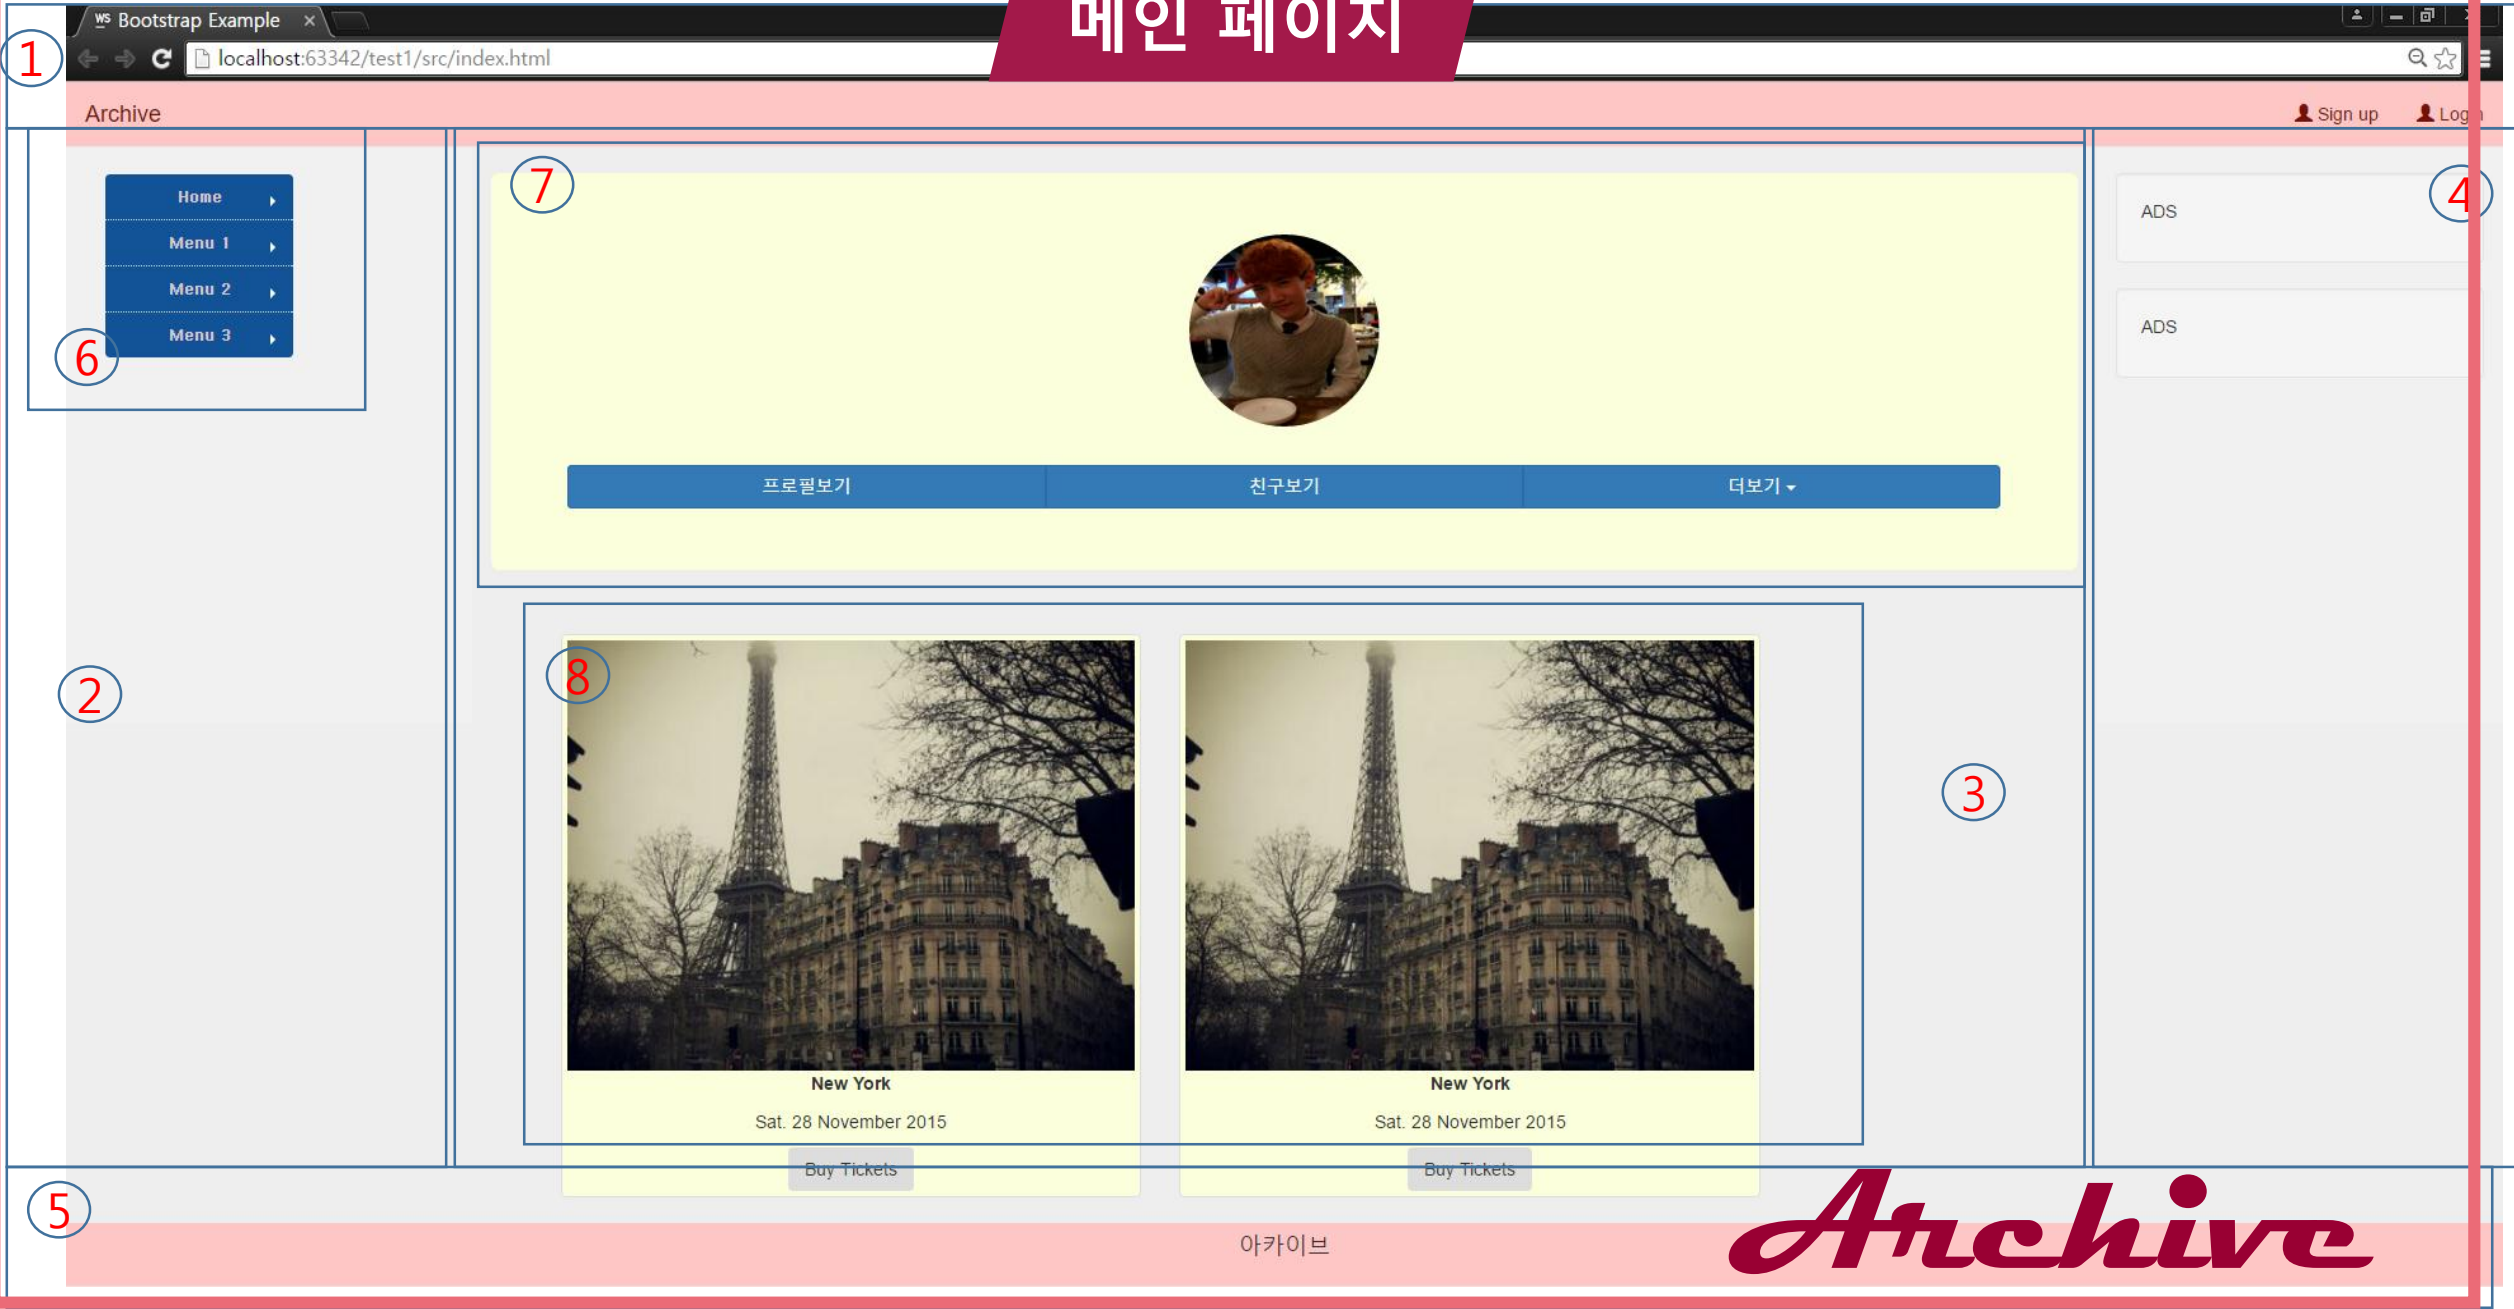 메인 페이지
WS Bootstrap Example
localhost:63342/test1/src/index.html
1
Archive
Sign up
Login
7
4
Home
Menu 1
Menu 2
Menu 3
6
ADS
ADS
프로필보기
친구보기
더보기
2
8
3
New York
Sat. 28 November 2015
Buy Tickets
New York
Sat. 28 November 2015
Buy Tickets
5
아카이브
Archive